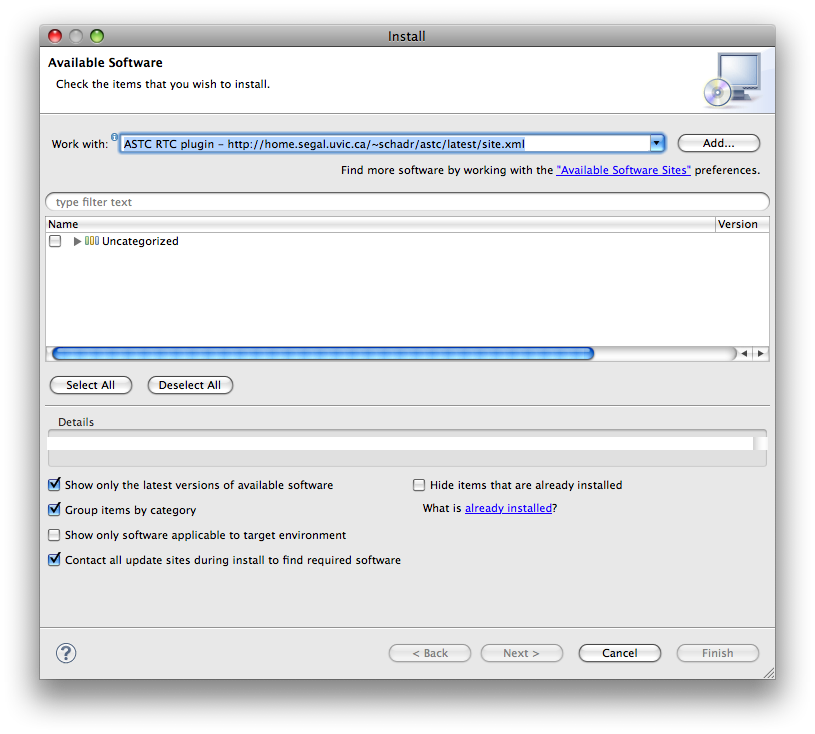 Install
Available Software
Check the items that you wish to install.
Work with: ASTC RTC plugin – http://home.segal.uvic.ca/~schadr/astc/latest/site.xml Add...
Find more software by working with the "Available Software Sites" preferences.
type filter text
Name Version
Uncategorized
Select All Deselect All
Details
Show only the latest versions of available software Hide items that are already installed
Group items by category What is already installed?
Show only software applicable to target environment
Contact all update sites during install to find required software
? < Back Next > Cancel Finish